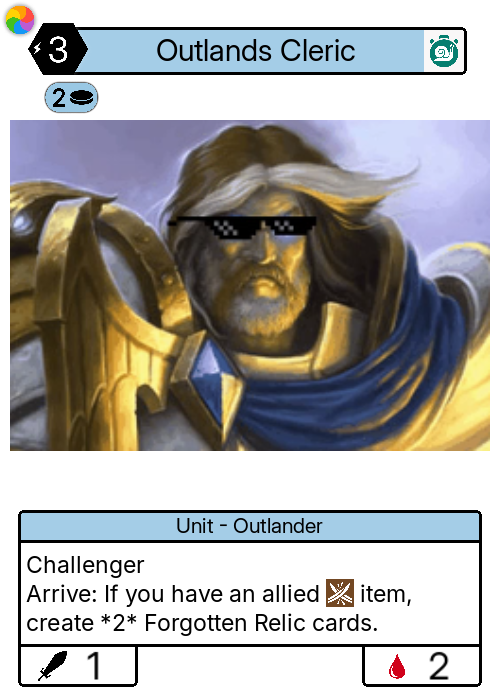 3
Outlands Cleric
2
Unit - Outlander
Challenger
Arrive: If you have an allied item,
create *2* Forgotten Relic cards.
1
2